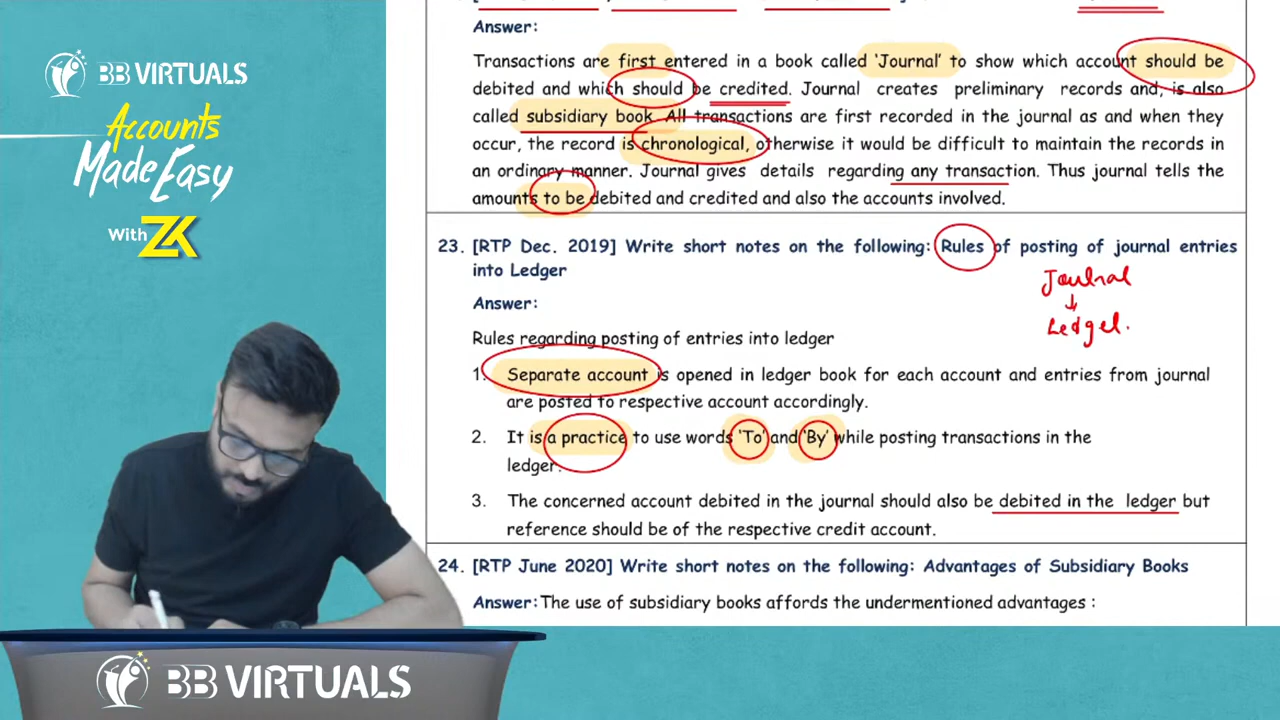 BB VIRTUALS
Accounts
Made Easy
With ZK
Answer:
Transactions are first entered in a book called 'Journal' to show which account should be
debited and which should be credited. Journal creates preliminary records and, is also
called subsidiary book. All transactions are first recorded in the journal as and when they
occur, the record is chronological, otherwise it would be difficult to maintain the records in
an ordinary manner. Journal gives details regarding any transaction. Thus journal tells the
amounts to be debited and credited and also the accounts involved.
23. [RTP Dec. 2019] Write short notes on the following: Rules of posting of journal entries
into Ledger
Journal
↓
Ledger.
Answer:
Rules regarding posting of entries into ledger
1. Separate account is opened in ledger book for each account and entries from journal
are posted to respective account accordingly.
2. It is a practice to use words 'To' and 'By' while posting transactions in the
ledger.
3. The concerned account debited in the journal should also be debited in the ledger but
reference should be of the respective credit account.
24. [RTP June 2020] Write short notes on the following: Advantages of Subsidiary Books
Answer: The use of subsidiary books affords the undermentioned advantages :
BB VIRTUALS